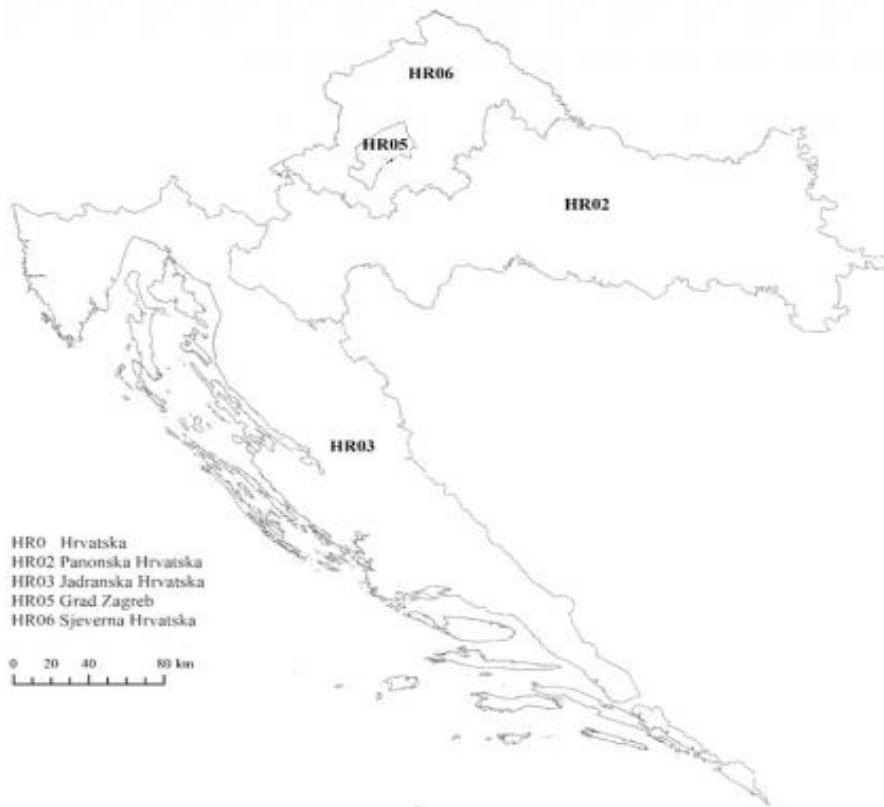 HR06
HR05
HR02
HR03
HR0 Hrvatska
HR02 Panonska Hrvatska
HR03 Jadranska Hrvatska
HR05 Grad Zagreb
HR06 Sjeverna Hrvatska
0 20 40 80 km